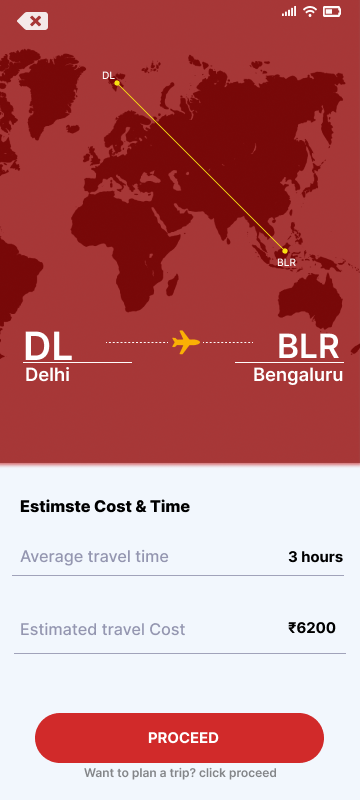 DL
BLR
DL BLR
Delhi Bengaluru
Estimste Cost & Time
Average travel time 3 hours
Estimated travel Cost ₹6200
PROCEED
Want to plan a trip? click proceed